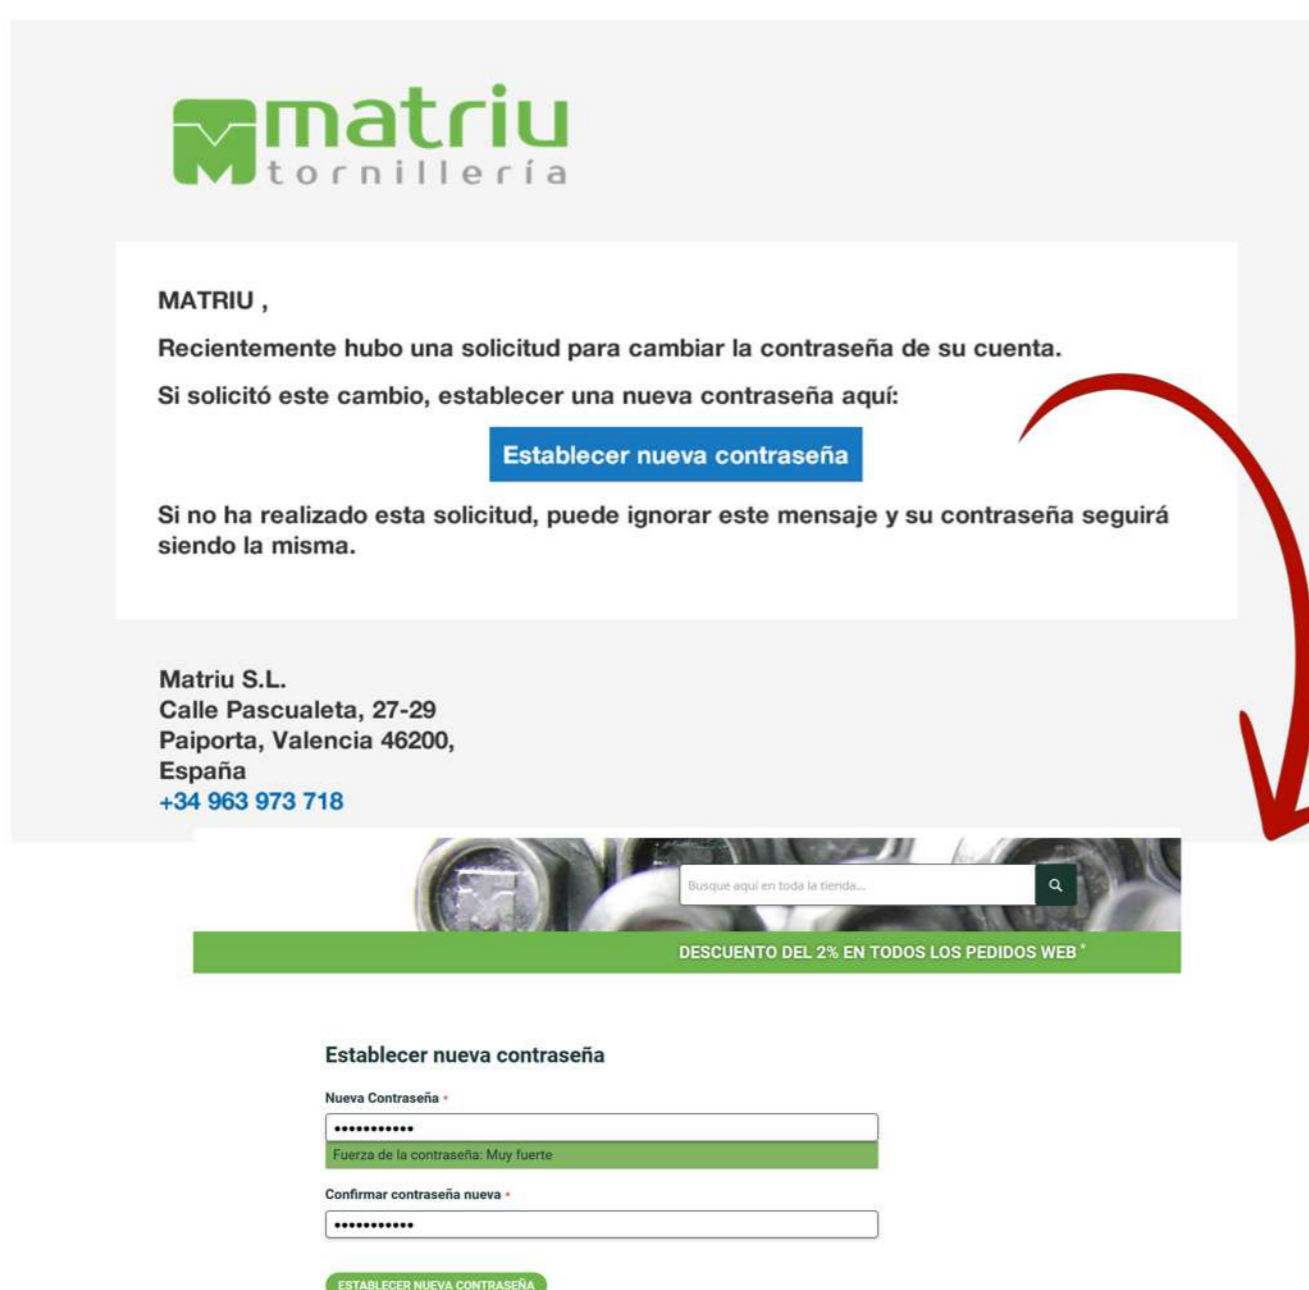 matriu
tornillería
MATRIU ,
Recientemente hubo una solicitud para cambiar la contraseña de su cuenta.
Si solicitó este cambio, establecer una nueva contraseña aquí:
Establecer nueva contraseña
Si no ha realizado esta solicitud, puede ignorar este mensaje y su contraseña seguirá
siendo la misma.
Matriu S.L.
Calle Pascualeta, 27-29
Paiporta, Valencia 46200,
España
+34 963 973 718
Busque aquí en toda la tienda...
DESCUENTO DEL 2% EN TODOS LOS PEDIDOS WEB *
Establecer nueva contraseña
Nueva Contraseña *
•••••••••••
Fuerza de la contraseña: Muy fuerte
Confirmar contraseña nueva *
•••••••••••
ESTABLECER NUEVA CONTRASEÑA